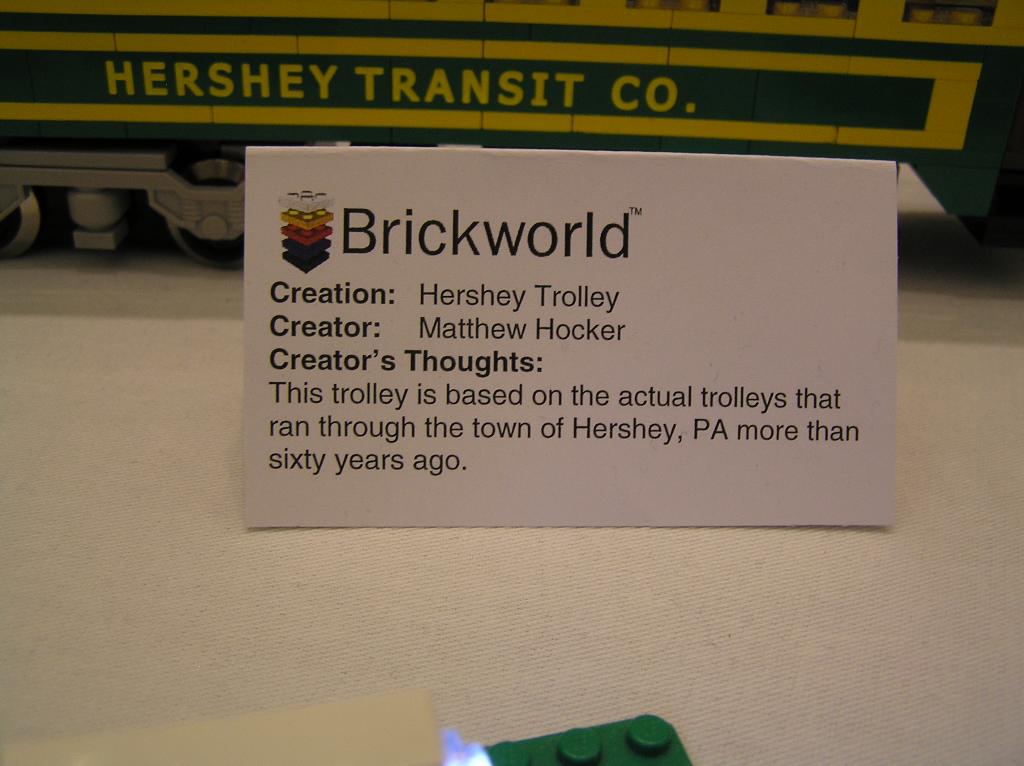 HERSHEY TRANSIT CO.
Brickworld™
Creation: Hershey Trolley
Creator: Matthew Hocker
Creator's Thoughts:
This trolley is based on the actual trolleys that
ran through the town of Hershey, PA more than
sixty years ago.